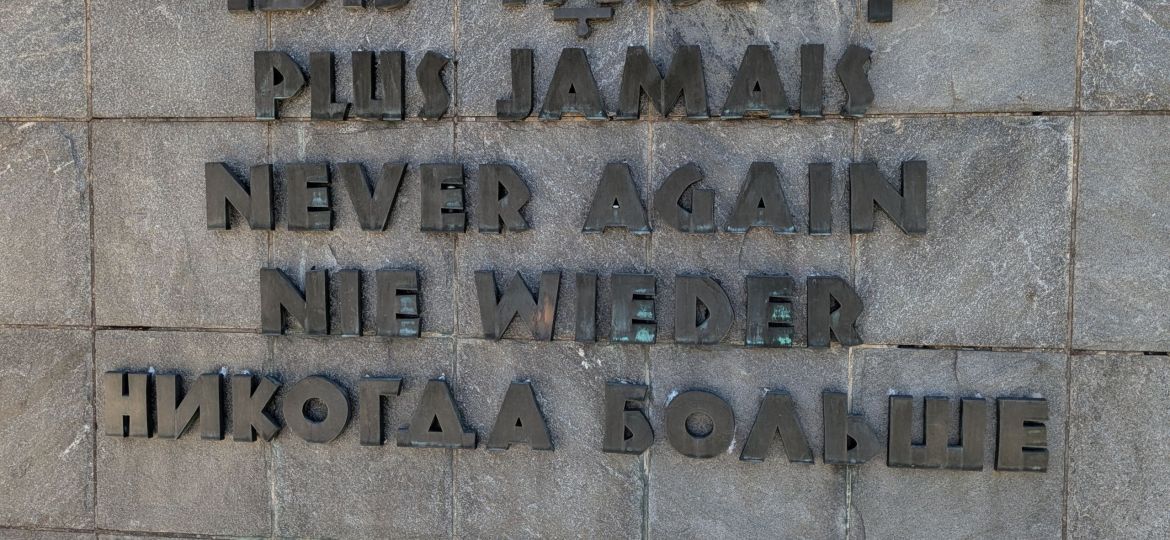 PLUS JAMAIS
NEVER AGAIN
NIE WIEDER
НИКОГДА БОЛЬШЕ